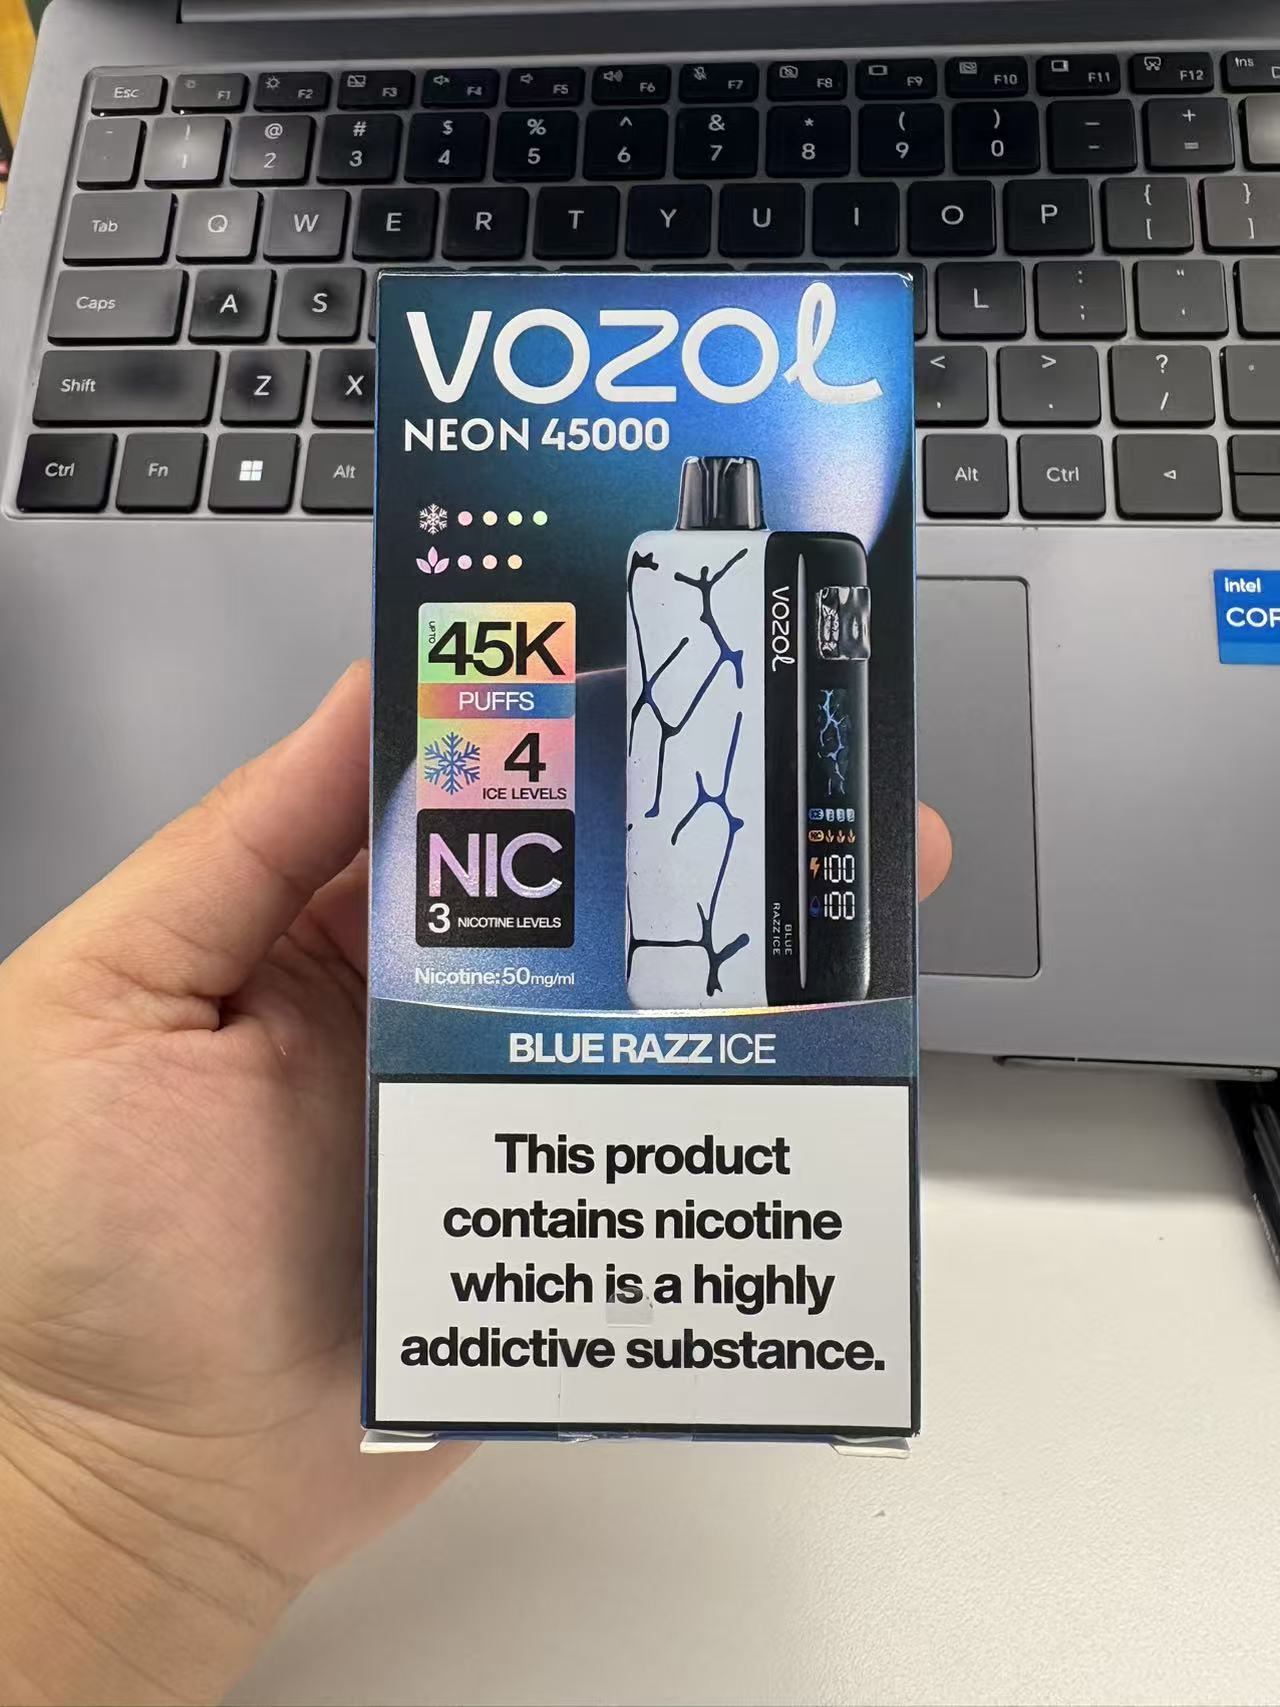 Esc F1 F2 F3 F4 F5 F6 F7 F8 F9 F10 F11 F12 Ins
! @ # $ % ^ & * ( ) — +
1 2 3 4 5 6 7 8 9 0 - =
Tab Q W E R T Y U I O P { }
[ ]
Caps A S L : "
; '
Shift Z X < > ?
, . /
Ctrl Fn Alt Alt Ctrl
intel
COR
VOZOL
NEON 45000
UP TO
45K
PUFFS
4
ICE LEVELS
NIC
3 NICOTINE LEVELS
Nicotine: 50mg/ml
VOZOL
ICE
NIC
100
100
BLUE
RAZZ ICE
BLUE RAZZ ICE
This product
contains nicotine
which is a highly
addictive substance.